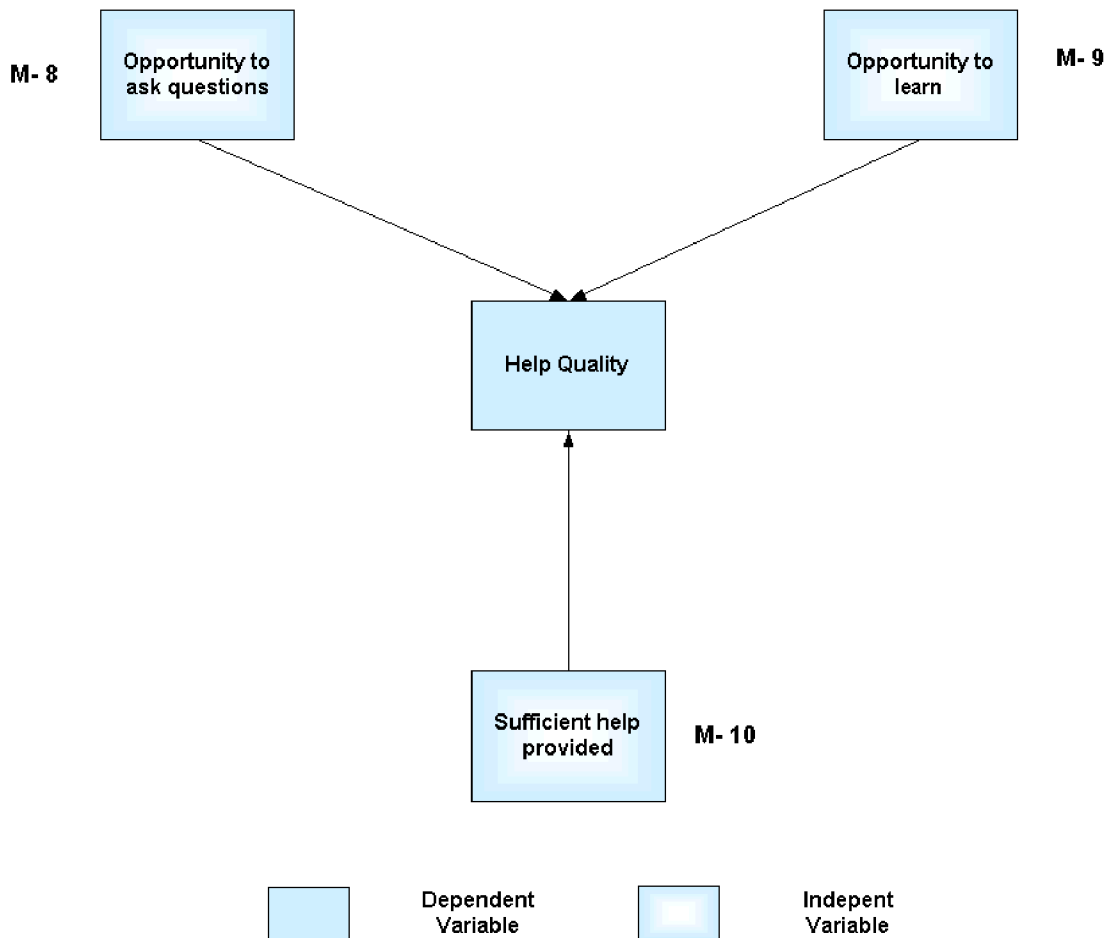 M- 8
Opportunity to
ask questions
Opportunity to
learn
M- 9
Help Quality
Sufficient help
provided
M- 10
Dependent
Variable
Indepent
Variable